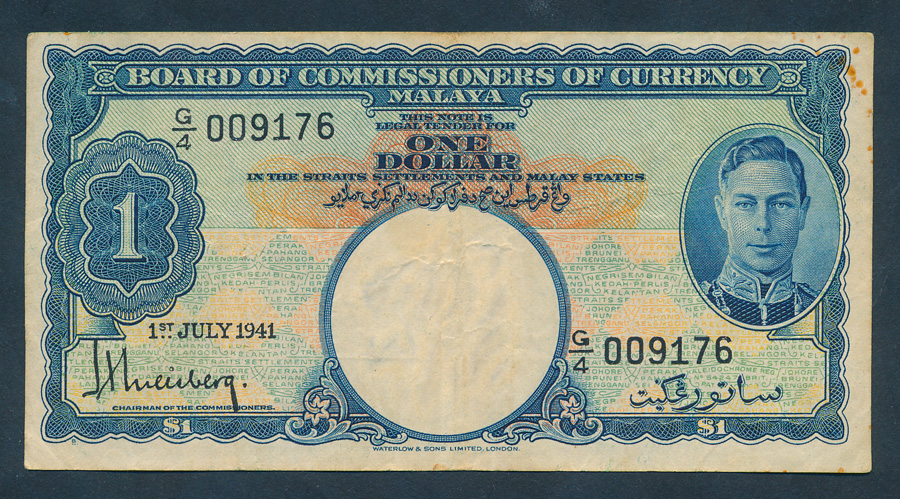 BOARD OF COMMISSIONERS OF CURRENCY
MALAYA
G/4 009176
THIS NOTE IS
LEGAL TENDER FOR
ONE
DOLLAR
IN THE STRAITS SETTLEMENTS AND MALAY STATES
1
1ST JULY 1941
G/4 009176
CHAIRMAN OF THE COMMISSIONERS.
ساتو رڠݢيت
$1
$1
WATERLOW & SONS LIMITED, LONDON.